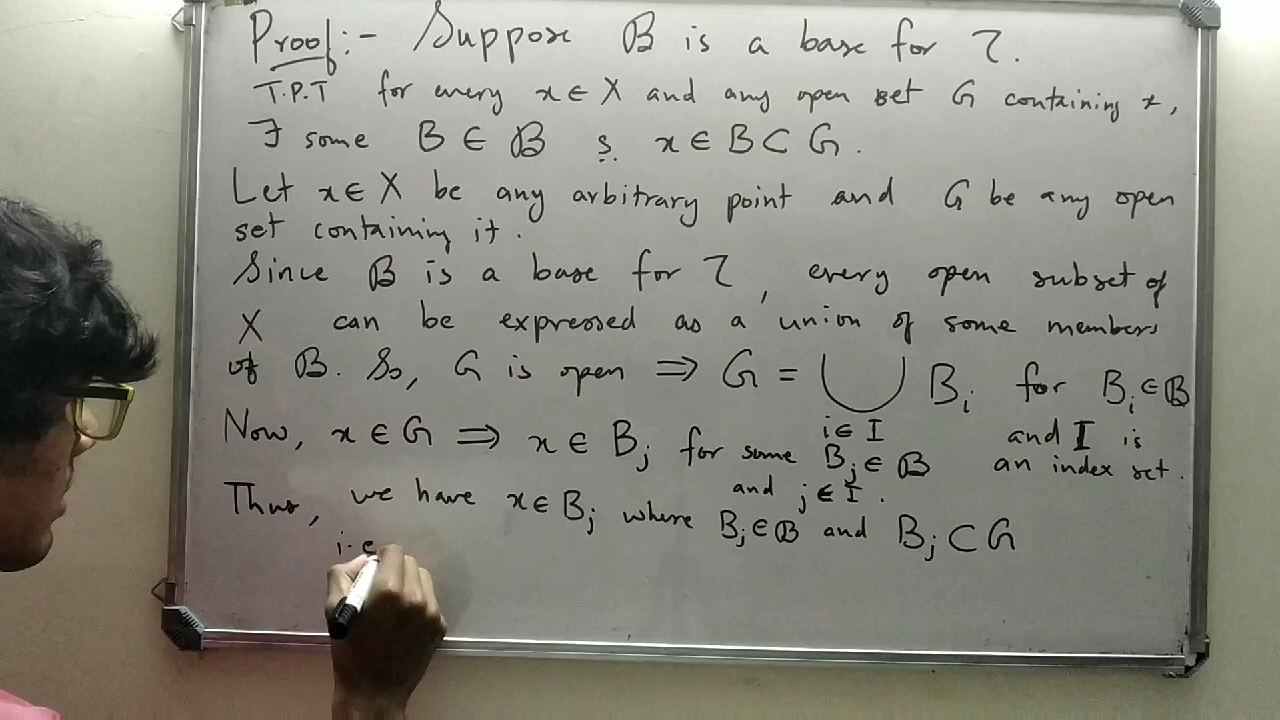 Proof:- Suppose 𝔅 is a base for τ.
T.P.T for every x ∈ X and any open set G containing x,
∃ some B ∈ 𝔅 s. x ∈ B ⊂ G.
Let x ∈ X be any arbitrary point and G be any open
set containing it.
Since 𝔅 is a base for τ, every open subset of
X can be expressed as a union of some members
of 𝔅. So, G is open ⇒ G = ⋃ B_i for B_i ∈ 𝔅
i ∈ I and I is
Now, x ∈ G ⇒ x ∈ B_j for some B_j ∈ 𝔅 an index set.
and j ∈ I.
Thus, we have x ∈ B_j where B_j ∈ 𝔅 and B_j ⊂ G
i.e